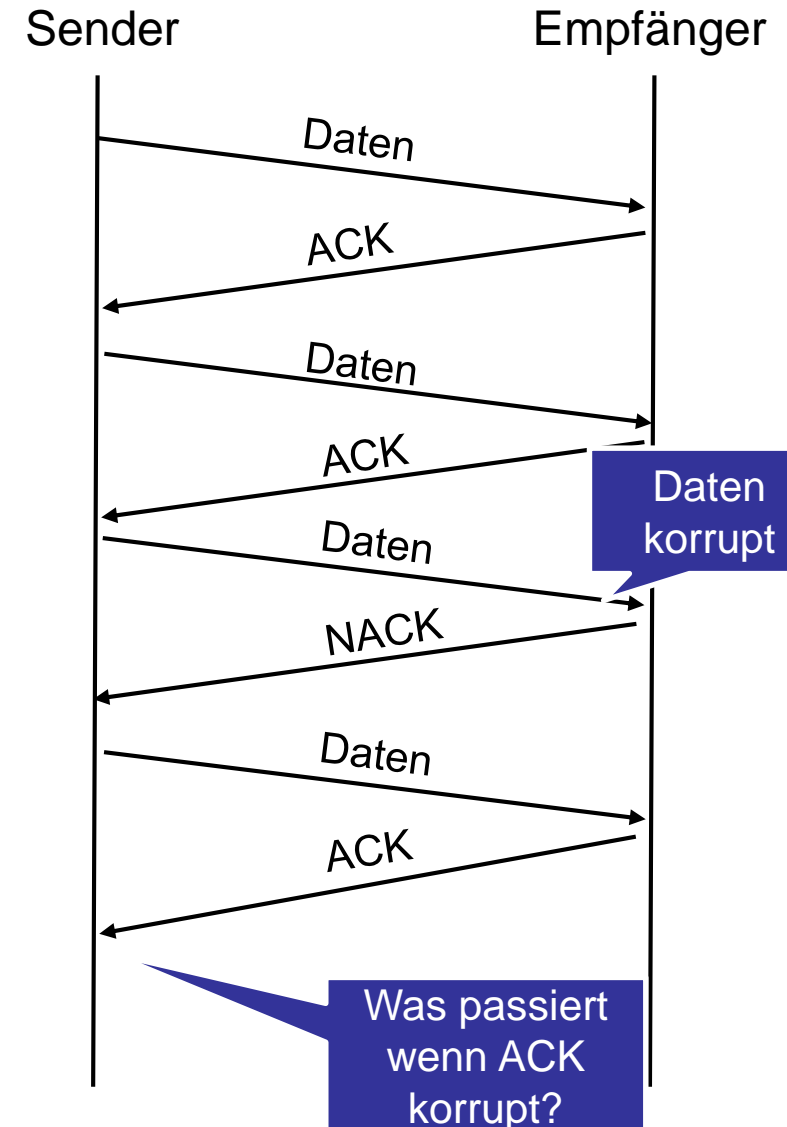 Sender
Empfänger
Daten
ACK
Daten
ACK
Daten
korrupt
Daten
NACK
Daten
ACK
Was passiert
wenn ACK
korrupt?